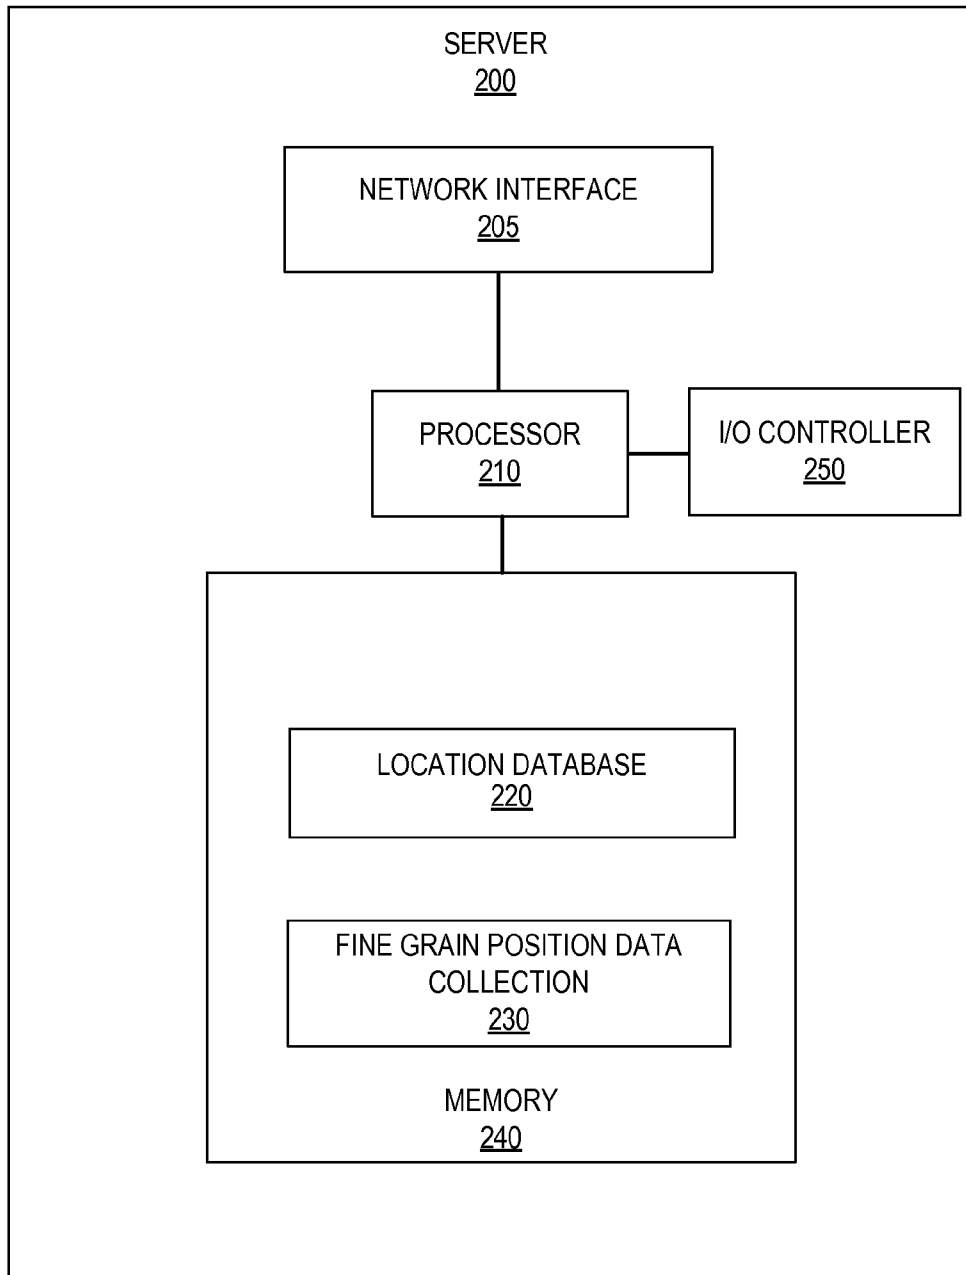 SERVER
200
NETWORK INTERFACE
205
PROCESSOR
210
I/O CONTROLLER
250
LOCATION DATABASE
220
FINE GRAIN POSITION DATA
COLLECTION
230
MEMORY
240